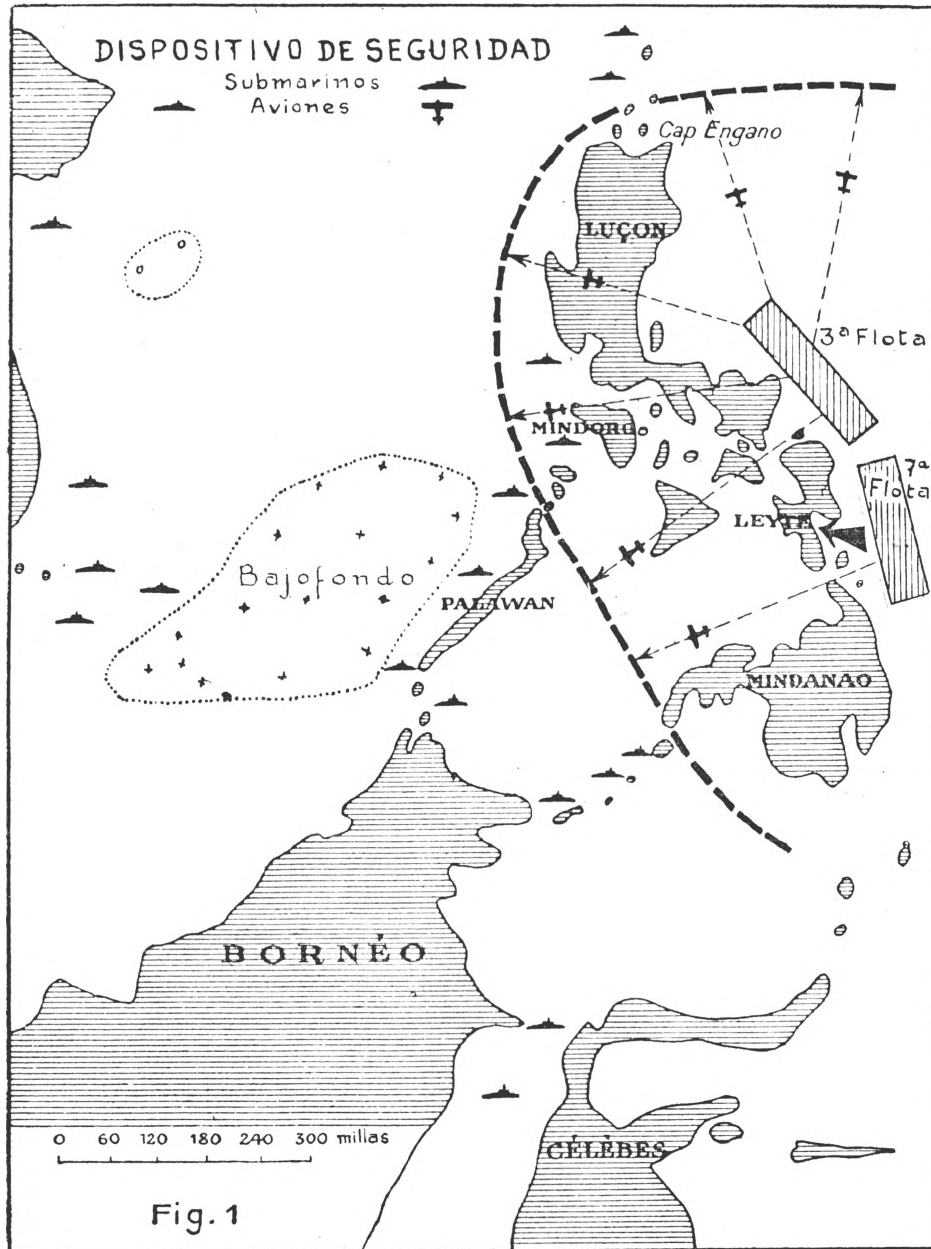 DISPOSITIVO DE SEGURIDAD
Submarinos
Aviones
Cap Engano
LUÇON
3ª Flota
MINDORO
7ª
Flota
LEYTE
Bajofondo
PALAWAN
MINDANAO
BORNÉO
0 60 120 180 240 300 millas
CÉLÈBES
Fig. 1